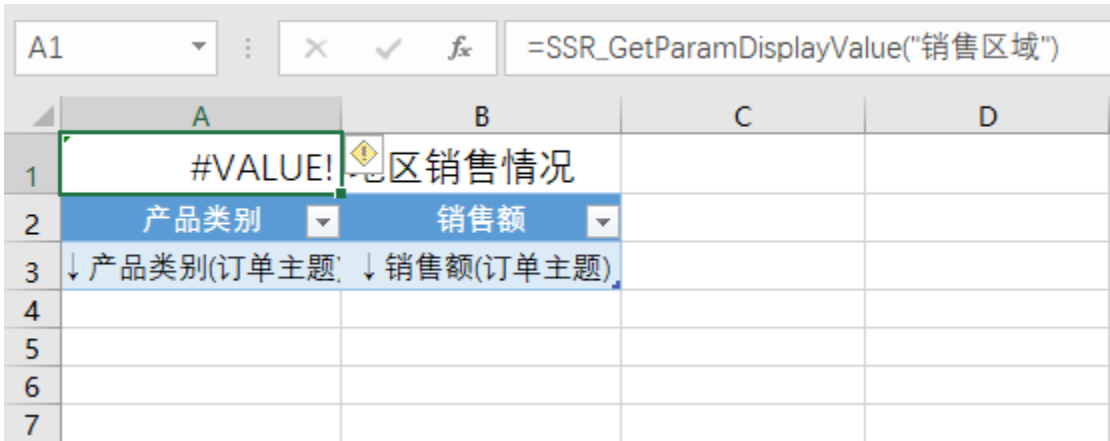 A1 fx =SSR_GetParamDisplayValue("销售区域")
A B C D
1 #VALUE! 区销售情况
2 产品类别 销售额
3 ↓产品类别(订单主题) ↓销售额(订单主题)
4
5
6
7